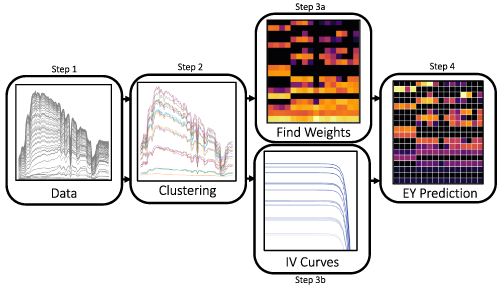 Step 1
Data
Step 2
Clustering
Step 3a
Find Weights
IV Curves
Step 3b
Step 4
EY Prediction